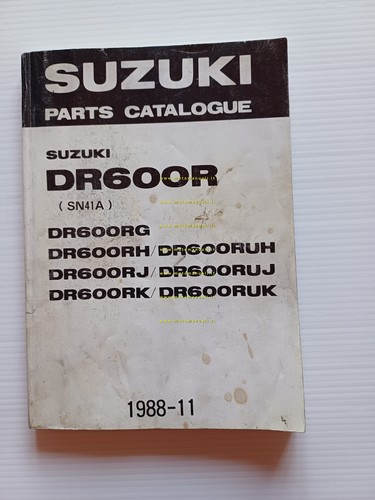 SUZUKI
PARTS CATALOGUE
SUZUKI
DR600R
( SN41A )
DR600RG
DR600RH/DR600RUH
DR600RJ/DR600RUJ
DR600RK/DR600RUK
1988-11